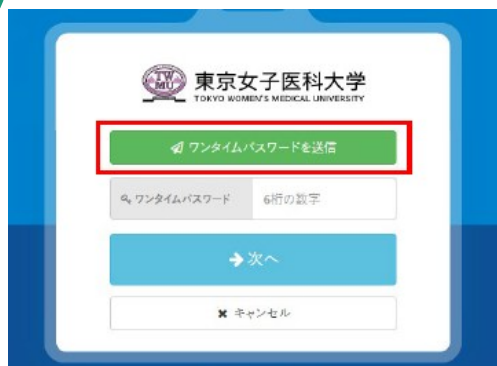 TWMU
東京女子医科大学
TOKYO WOMEN'S MEDICAL UNIVERSITY
ワンタイムパスワードを送信
ワンタイムパスワード 6桁の数字
次へ
キャンセル